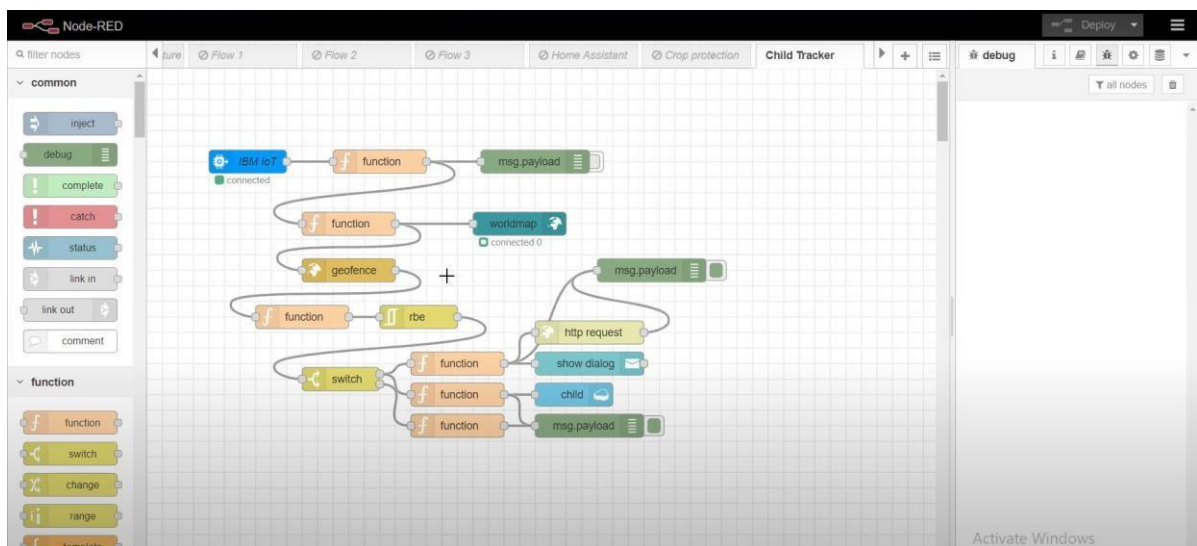 Node-RED
Deploy
filter nodes
ture
Flow 1
Flow 2
Flow 3
Home Assistant
Crop protection
Child Tracker
debug
i
all nodes
common
inject
debug
complete
catch
status
link in
link out
comment
function
function
switch
change
range
template
IBM IoT
connected
function
msg.payload
function
worldmap
connected 0
geofence
msg.payload
function
rbe
http request
function
show dialog
switch
function
child
function
msg.payload
Activate Windows